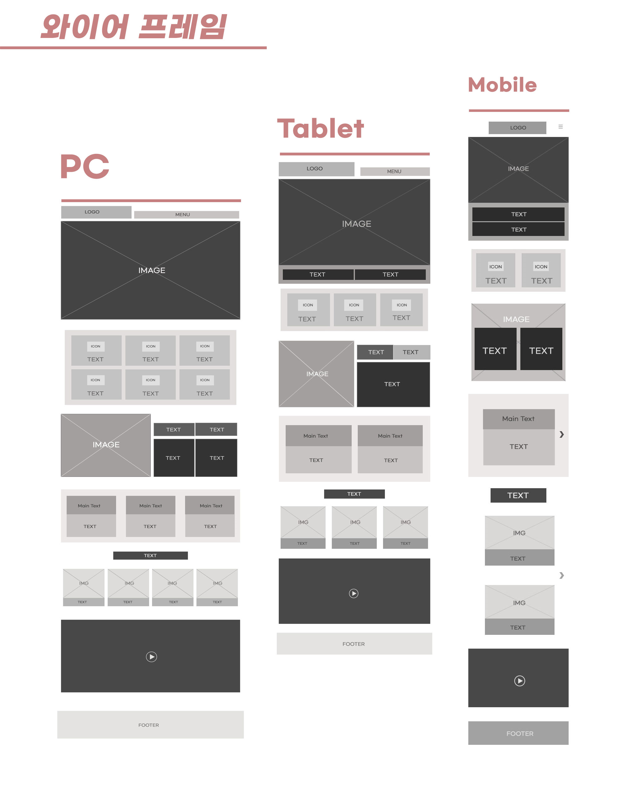 와이어 프레임
PC
LOGO
MENU
IMAGE
ICON ICON ICON
TEXT TEXT TEXT
ICON ICON ICON
TEXT TEXT TEXT
IMAGE
TEXT TEXT
TEXT TEXT
Main Text Main Text Main Text
TEXT TEXT TEXT
TEXT
IMG IMG IMG IMG
TEXT TEXT TEXT TEXT
FOOTER
Tablet
LOGO
MENU
IMAGE
TEXT TEXT
ICON ICON ICON
TEXT TEXT TEXT
IMAGE
TEXT TEXT
TEXT
Main Text Main Text
TEXT TEXT
TEXT
IMG IMG IMG
TEXT TEXT TEXT
FOOTER
Mobile
LOGO
IMAGE
TEXT
TEXT
ICON ICON
TEXT TEXT
IMAGE
TEXT TEXT
Main Text
TEXT
TEXT
IMG
TEXT
IMG
TEXT
FOOTER